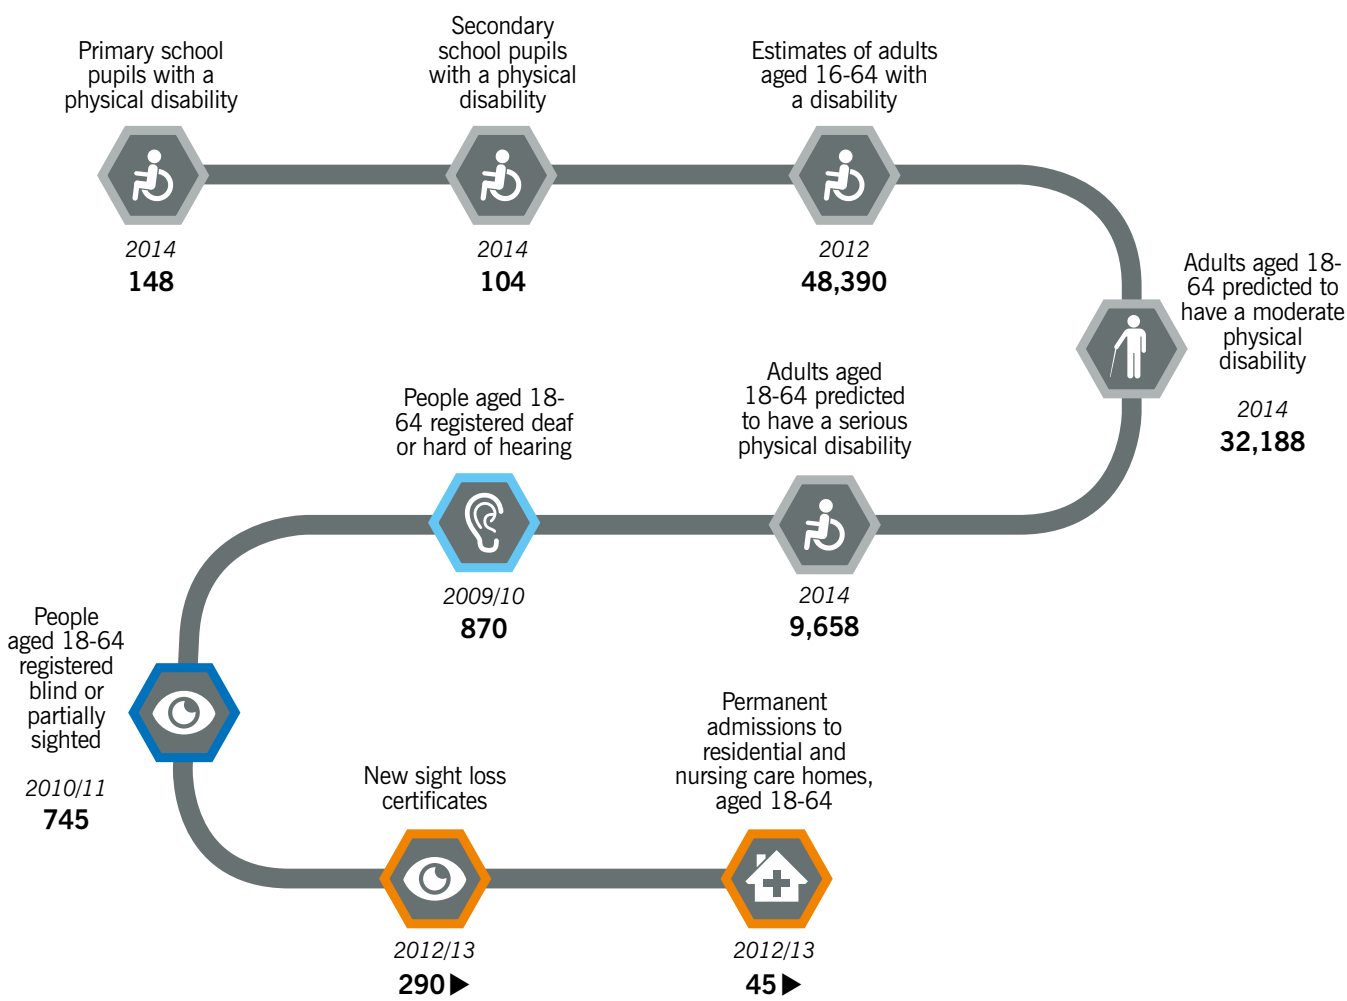 Primary school
pupils with a
physical disability
2014
148
Secondary
school pupils
with a physical
disability
2014
104
Estimates of adults
aged 16-64 with
a disability
2012
48,390
Adults aged 18-
64 predicted to
have a moderate
physical
disability
2014
32,188
Adults aged
18-64 predicted
to have a serious
physical disability
2014
9,658
People aged 18-
64 registered deaf
or hard of hearing
2009/10
870
People
aged 18-64
registered
blind or
partially
sighted
2010/11
745
New sight loss
certificates
2012/13
290▶
Permanent
admissions to
residential and
nursing care homes,
aged 18-64
2012/13
45▶